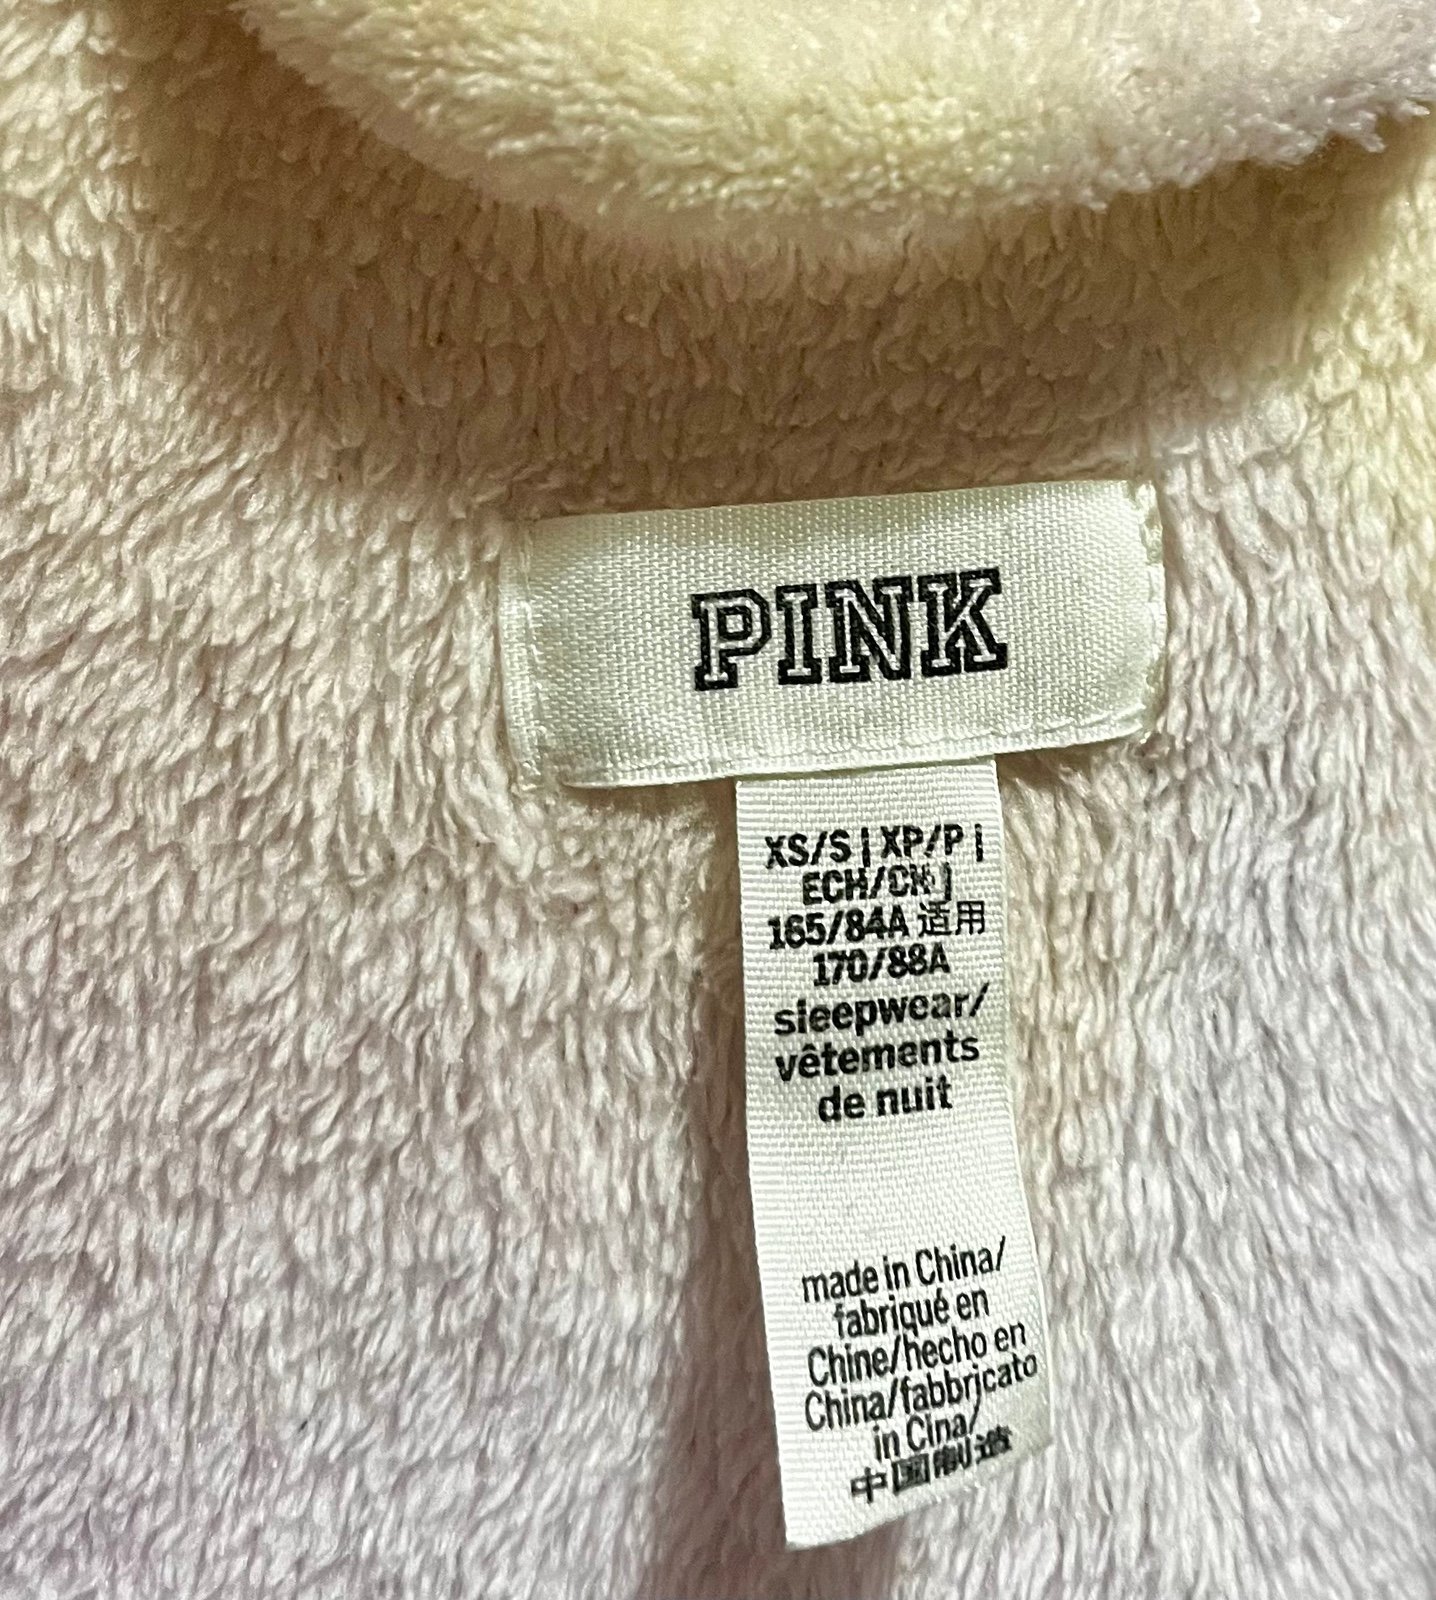 PINK
XS/S | XP/P |
ECH/CH |
165/84A 适用
170/88A
sleepwear/
vêtements
de nuit
made in China/
fabriqué en
Chine/hecho en
China/fabbricato
in Cina/
中国制造